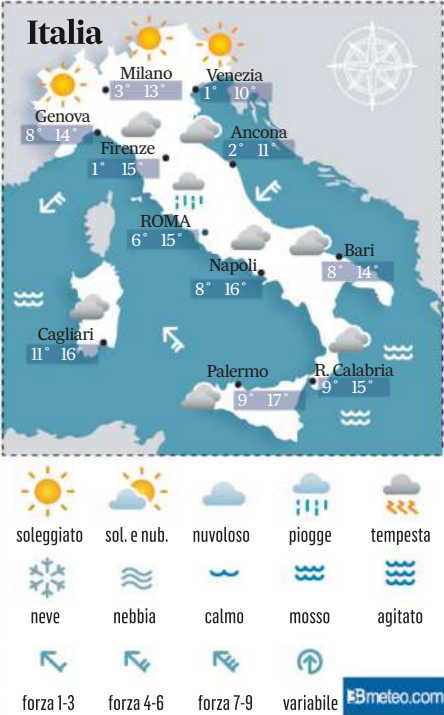 Italia
Milano
3° 13°
Venezia
1° 10°
Genova
8° 14°
Firenze
1° 15°
Ancona
2° 11°
ROMA
6° 15°
Napoli
8° 16°
Bari
8° 14°
Cagliari
11° 16°
Palermo
9° 17°
R. Calabria
9° 15°
soleggiato sol. e nub. nuvoloso piogge tempesta
neve nebbia calmo mosso agitato
forza 1-3 forza 4-6 forza 7-9 variabile
3Bmeteo.com